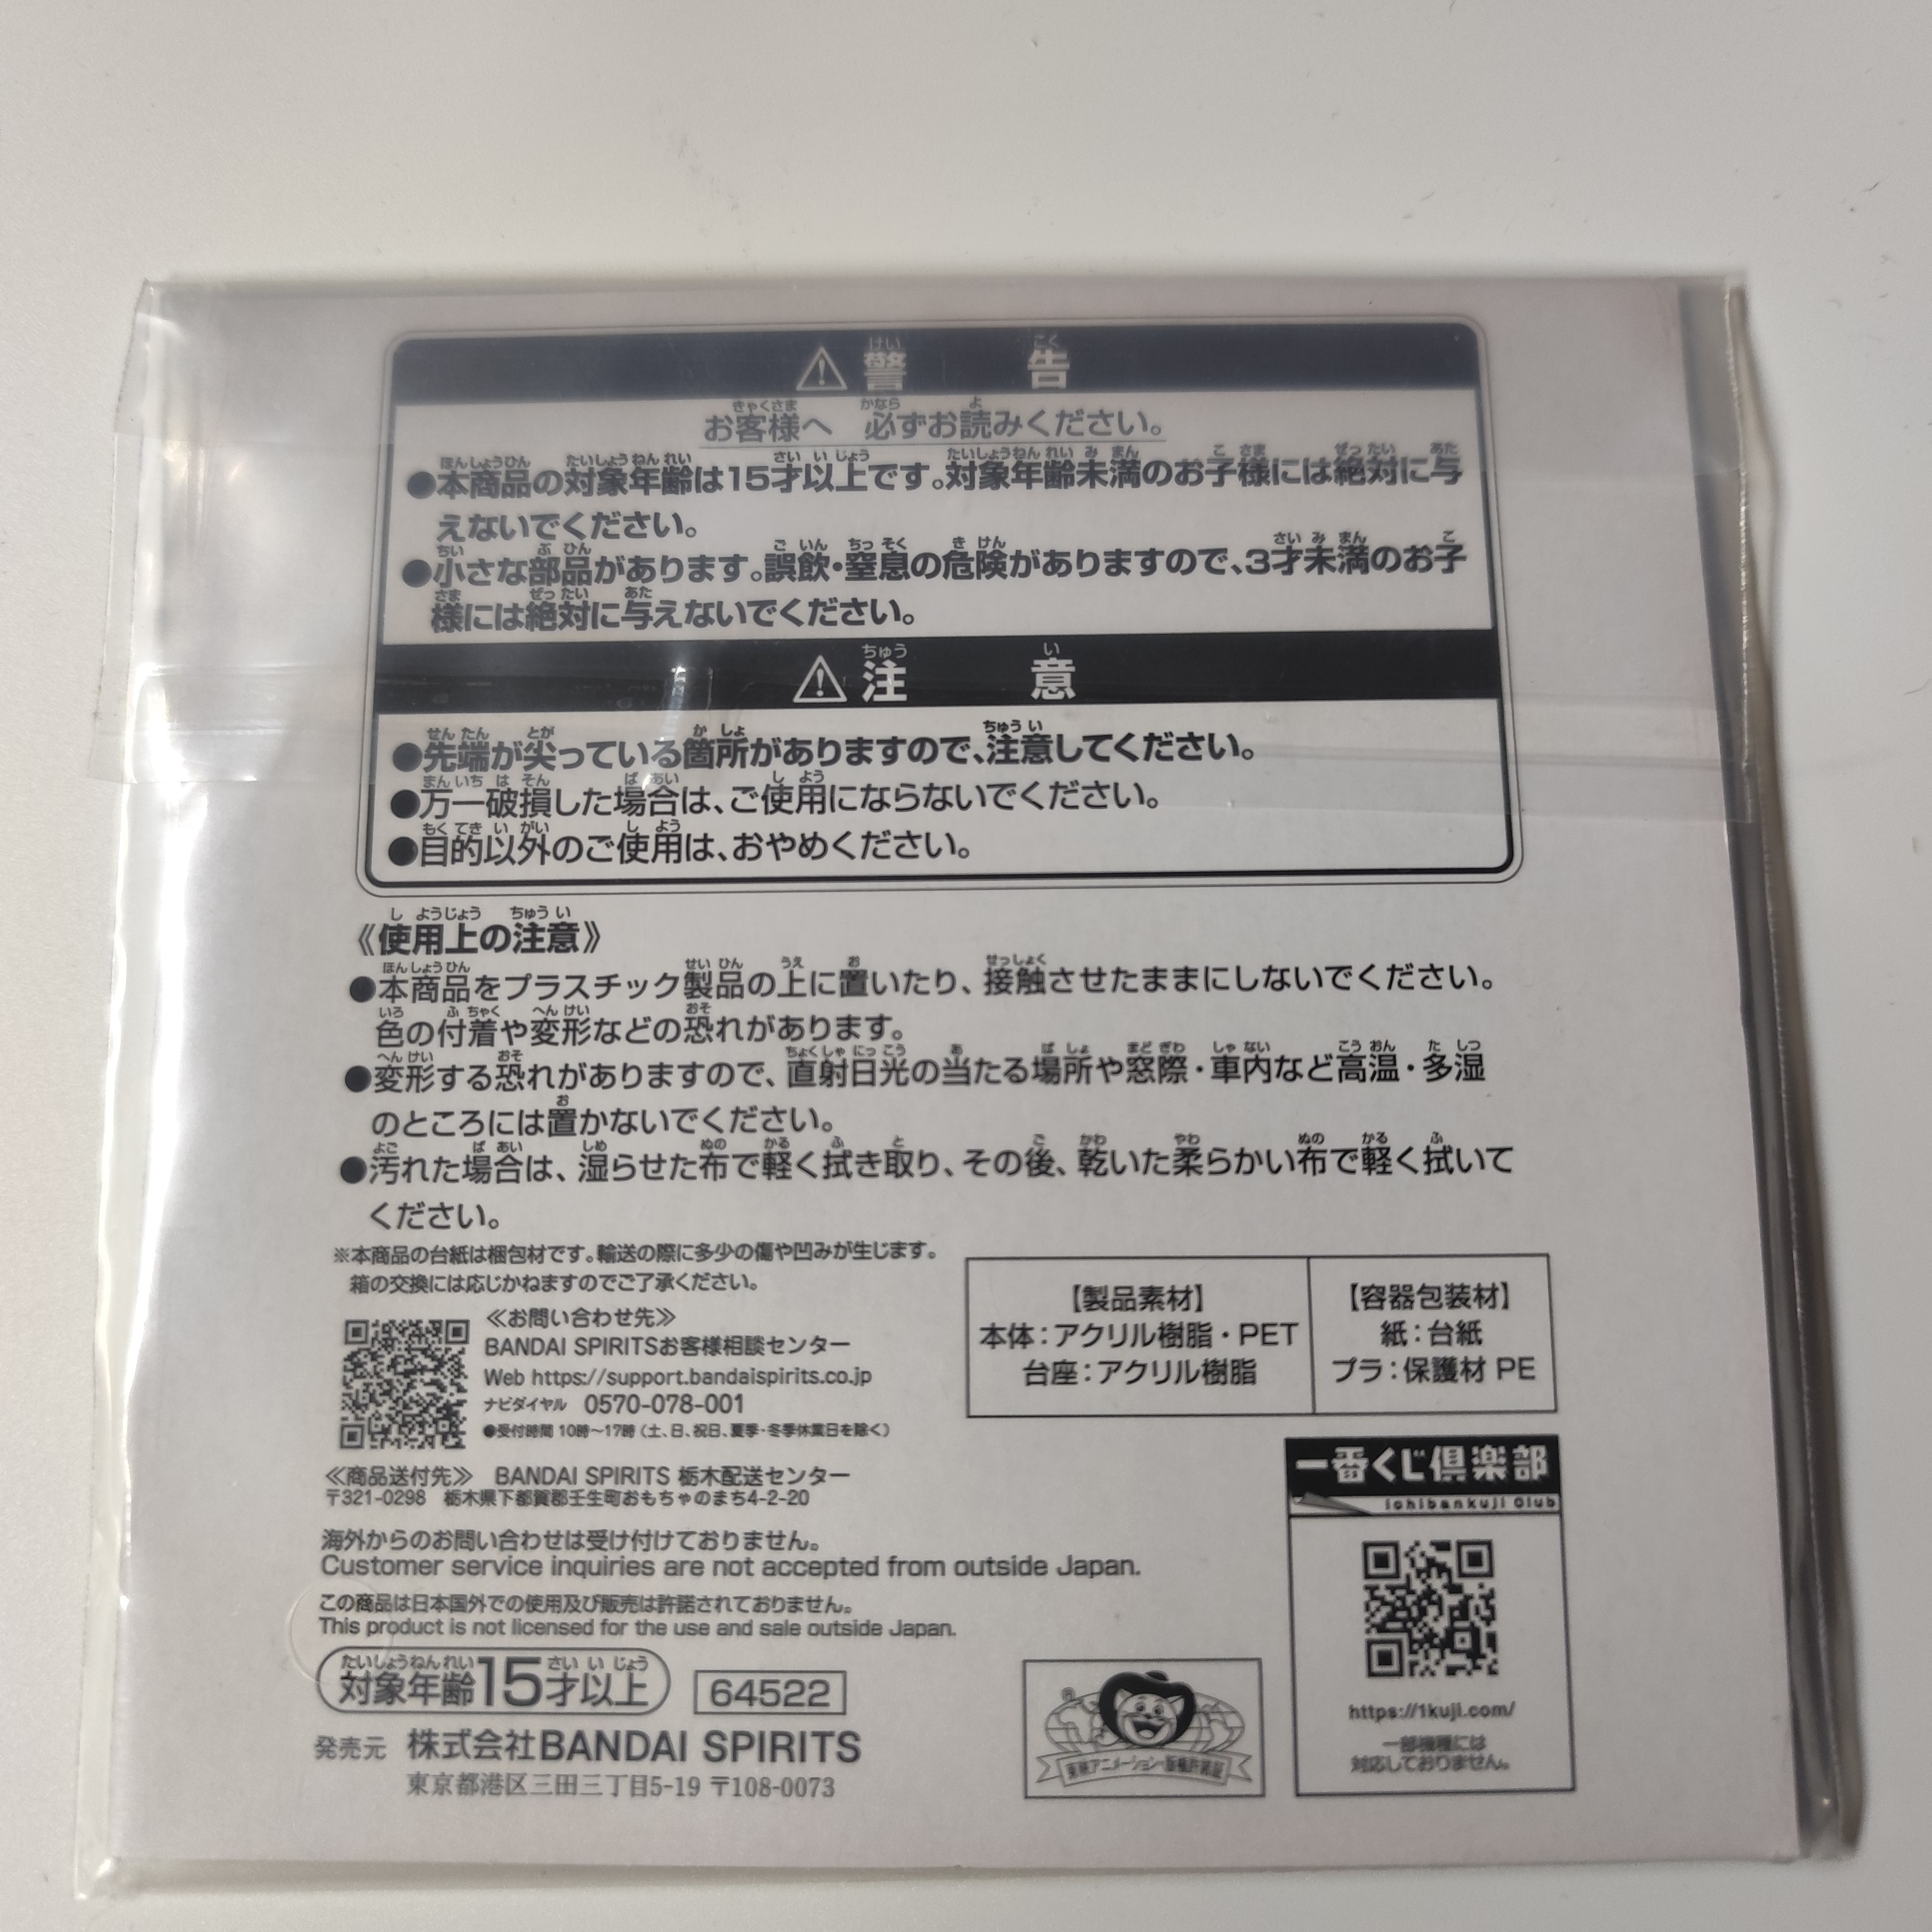 ⚠警告
お客様へ 必ずお読みください。
●本商品の対象年齢は15才以上です。対象年齢未満のお子様には絶対に与
えないでください。
●小さな部品があります。誤飲・窒息の危険がありますので、3才未満のお子
様には絶対に与えないでください。
⚠注意
●先端が尖っている箇所がありますので、注意してください。
●万一破損した場合は、ご使用にならないでください。
●目的以外のご使用は、おやめください。
《使用上の注意》
●本商品をプラスチック製品の上に置いたり、接触させたままにしないでください。
色の付着や変形などの恐れがあります。
●変形する恐れがありますので、直射日光の当たる場所や窓際・車内など高温・多湿
のところには置かないでください。
●汚れた場合は、湿らせた布で軽く拭き取り、その後、乾いた柔らかい布で軽く拭いて
ください。
※本商品の台紙は梱包材です。輸送の際に多少の傷や凹みが生じます。
箱の交換には応じかねますのでご了承ください。
≪お問い合わせ先≫
BANDAI SPIRITSお客様相談センター
Web https://support.bandaispirits.co.jp
ナビダイヤル 0570-078-001
●受付時間 10時～17時（土、日、祝日、夏季・冬季休業日を除く）
【製品素材】
本体：アクリル樹脂・PET
台座：アクリル樹脂
【容器包装材】
紙：台紙
プラ：保護材 PE
≪商品送付先≫ BANDAI SPIRITS 栃木配送センター
〒321-0298 栃木県下都賀郡壬生町おもちゃのまち4-2-20
海外からのお問い合わせは受け付けておりません。
Customer service inquiries are not accepted from outside Japan.
この商品は日本国外での使用及び販売は許諾されておりません。
This product is not licensed for the use and sale outside Japan.
対象年齢15才以上
64522
発売元 株式会社BANDAI SPIRITS
東京都港区三田三丁目5-19 〒108-0073
東映アニメーション・版権許諾証
一番くじ倶楽部
ichibankuji Club
https://1kuji.com/
一部機種には
対応しておりません。